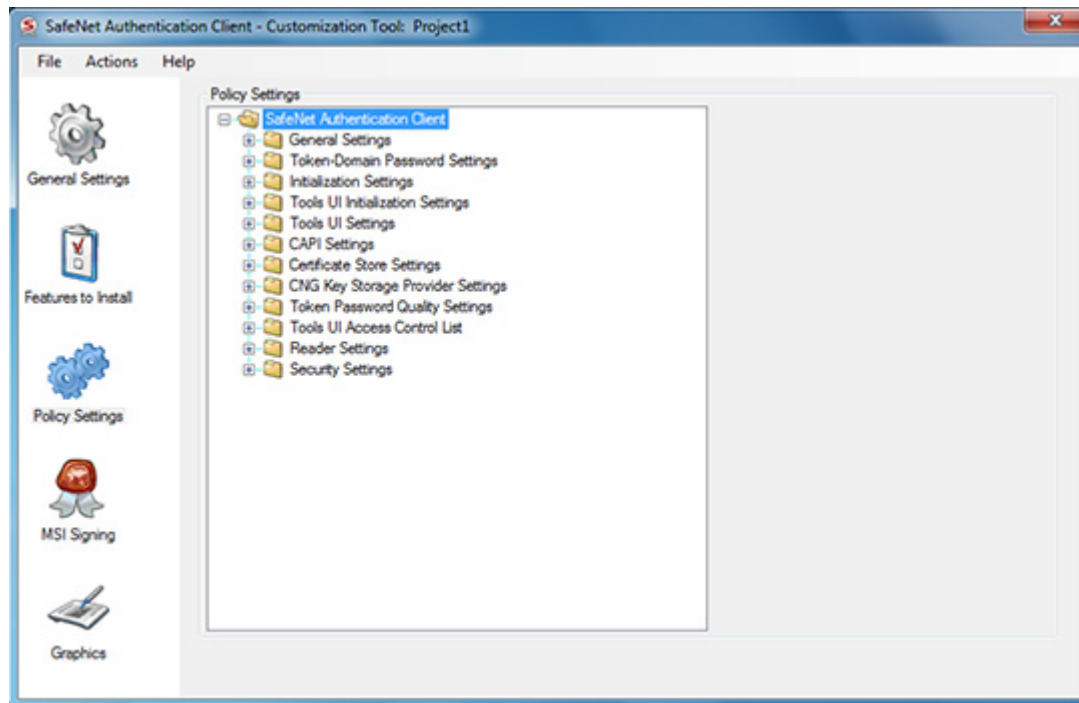 SafeNet Authentication Client - Customization Tool: Project1
File Actions Help
General Settings
Features to Install
Policy Settings
MSI Signing
Graphics
Policy Settings
SafeNet Authentication Client
General Settings
Token-Domain Password Settings
Initialization Settings
Tools UI Initialization Settings
Tools UI Settings
CAPI Settings
Certificate Store Settings
CNG Key Storage Provider Settings
Token Password Quality Settings
Tools UI Access Control List
Reader Settings
Security Settings